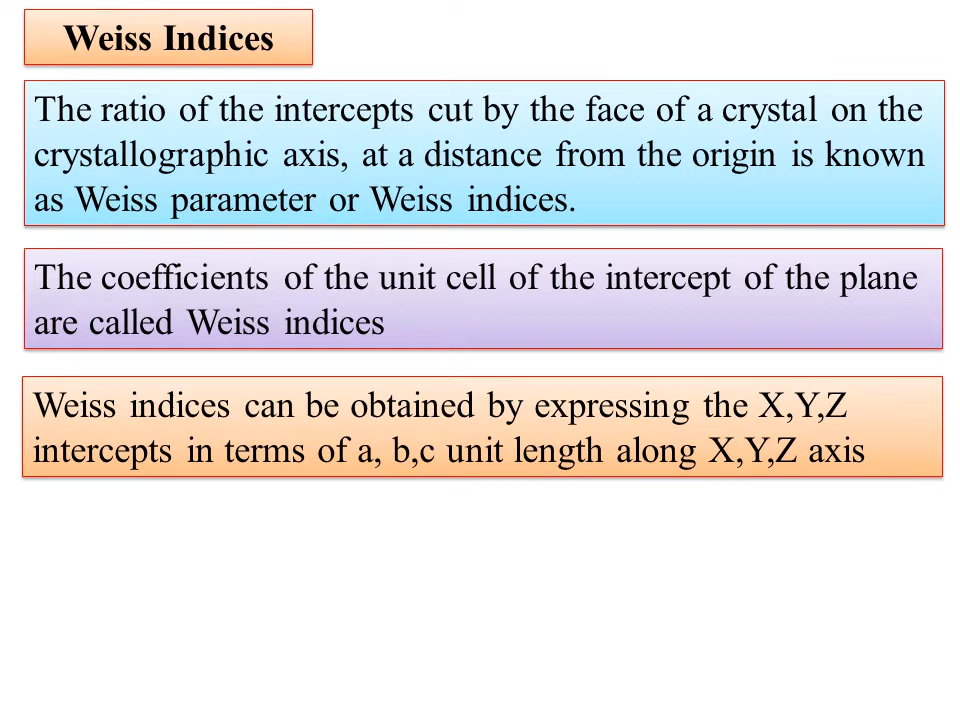 Weiss Indices
The ratio of the intercepts cut by the face of a crystal on the
crystallographic axis, at a distance from the origin is known
as Weiss parameter or Weiss indices.
The coefficients of the unit cell of the intercept of the plane
are called Weiss indices
Weiss indices can be obtained by expressing the X,Y,Z
intercepts in terms of a, b,c unit length along X,Y,Z axis